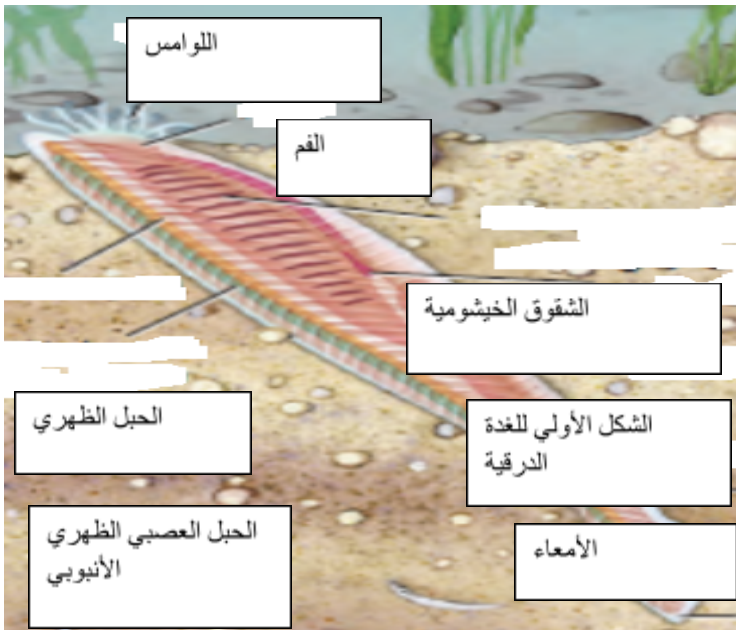 اللوامس
الفم
الشقوق الخيشومية
الحبل الظهري
الشكل الأولي للغدة
الدرقية
الحبل العصبي الظهري
الأنبوبي
الأمعاء